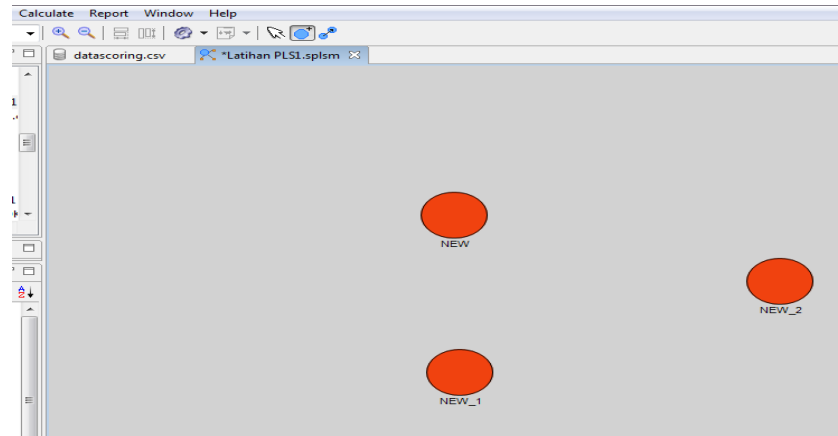 Calculate Report Window Help
datascoring.csv *Latihan PLS1.splsm
NEW
NEW_2
NEW_1